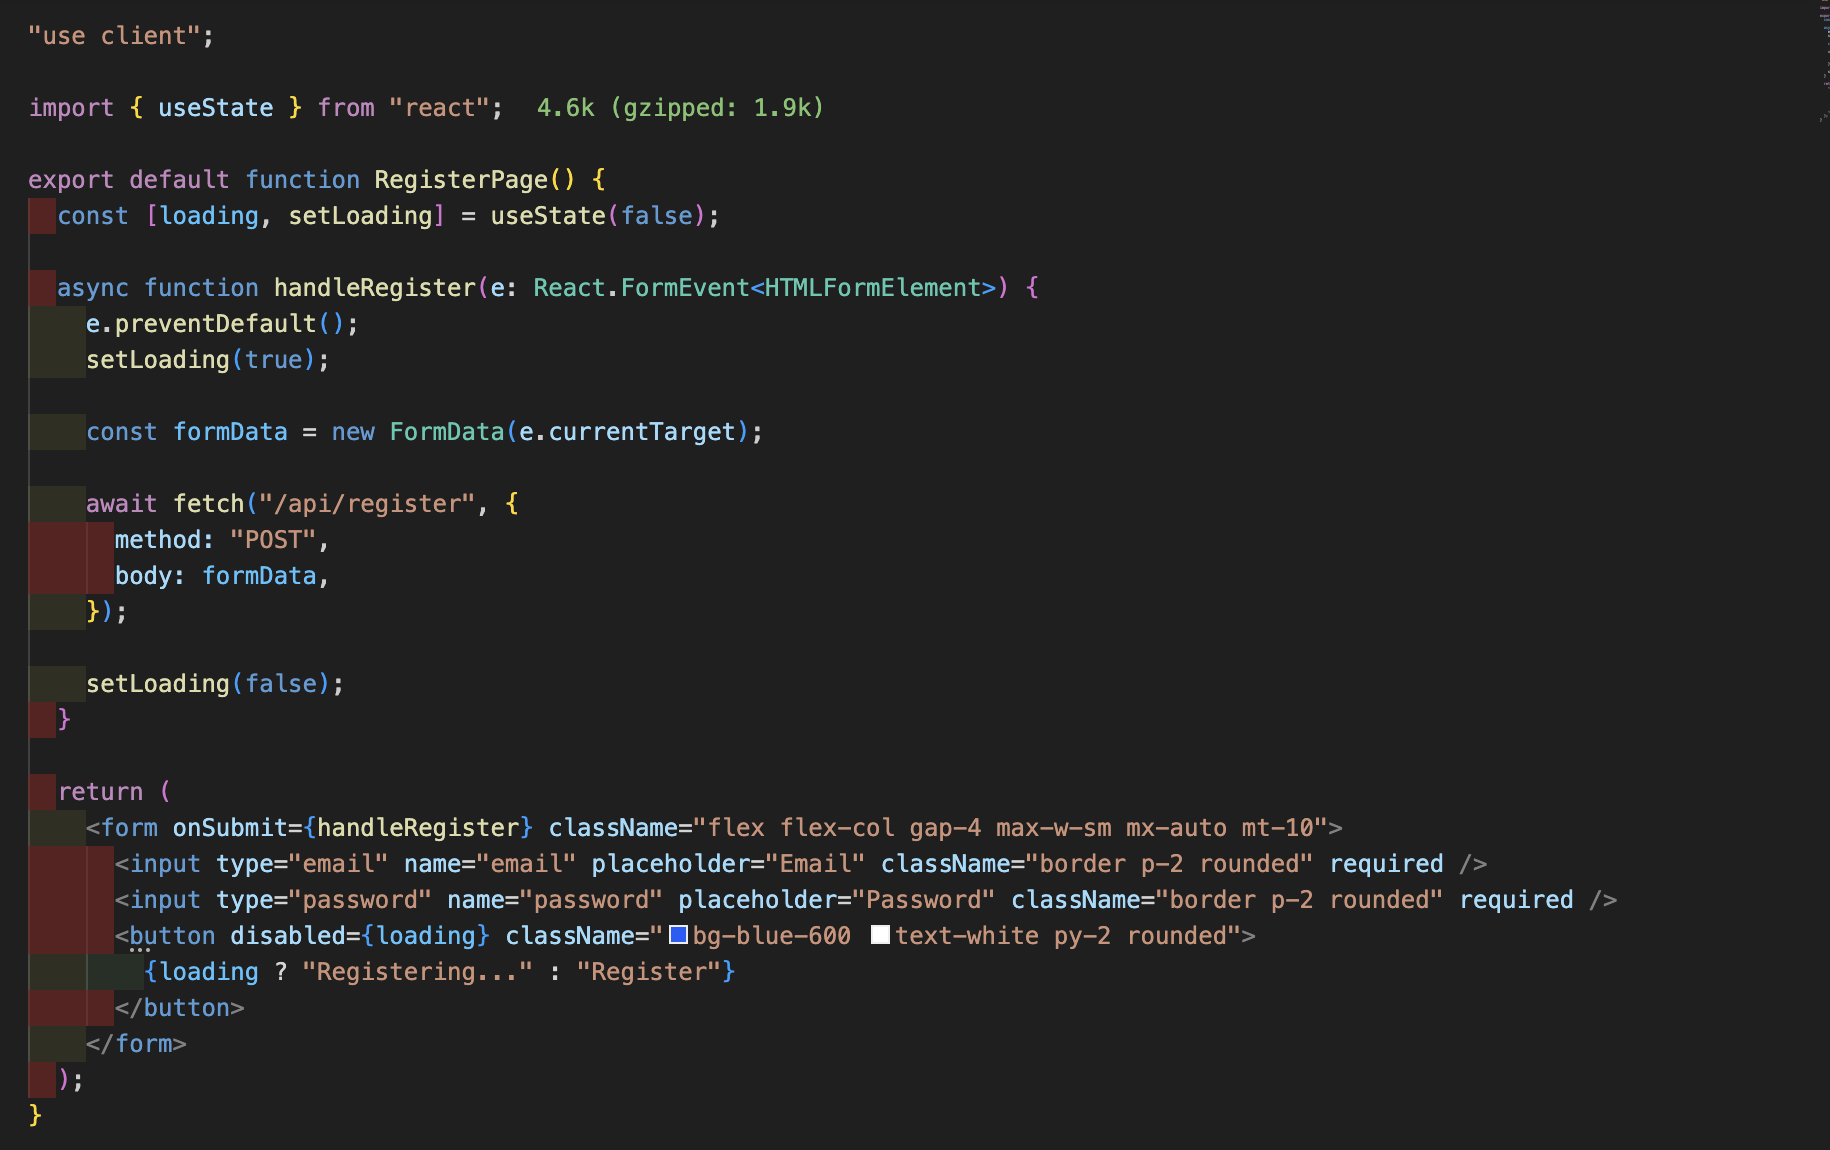 "use client";
import { useState } from "react"; 4.6k (gzipped: 1.9k)
export default function RegisterPage() {
const [loading, setLoading] = useState(false);
async function handleRegister(e: React.FormEvent<HTMLFormElement>) {
e.preventDefault();
setLoading(true);
const formData = new FormData(e.currentTarget);
await fetch("/api/register", {
method: "POST",
body: formData,
});
setLoading(false);
}
return (
<form onSubmit={handleRegister} className="flex flex-col gap-4 max-w-sm mx-auto mt-10">
<input type="email" name="email" placeholder="Email" className="border p-2 rounded" required />
<input type="password" name="password" placeholder="Password" className="border p-2 rounded" required />
<button disabled={loading} className="bg-blue-600 text-white py-2 rounded">
{loading ? "Registering..." : "Register"}
</button>
</form>
);
}